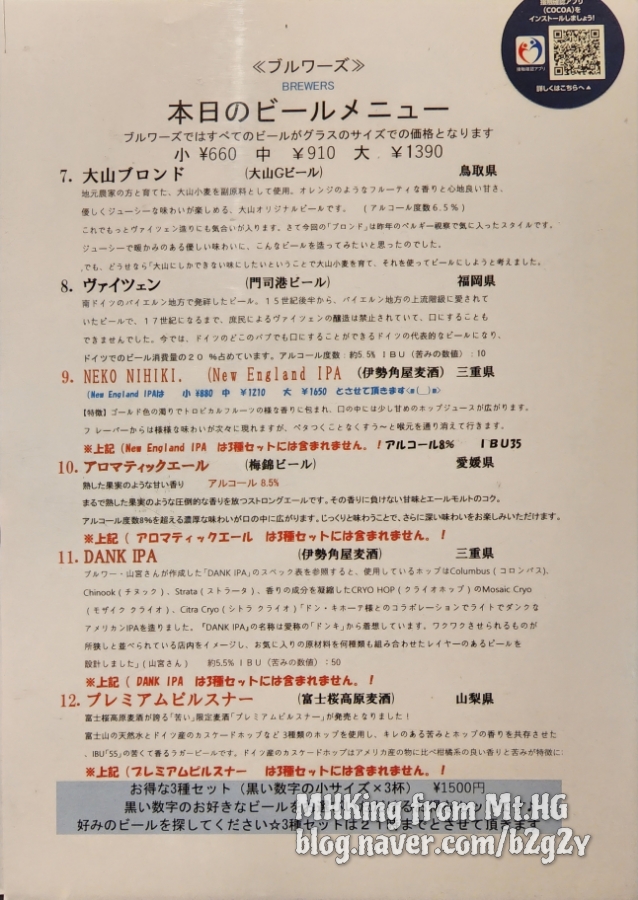 接触確認アプリ
(COCOA)を
インストールしましょう!
接触確認アプリ
詳しくはこちらへ▲
≪ブルワーズ≫
BREWERS
本日のビールメニュー
ブルワーズではすべてのビールがグラスのサイズでの価格となります
小 ¥660 中 ¥910 大 ¥1390
7. 大山ブロンド (大山Gビール) 鳥取県
地元農家の方と育てた、大山小麦を副原料として使用。オレンジのようなフルーティな香りと心地良い甘さ、
優しくジューシーな味わいが楽しめる、大山オリジナルビールです。 (アルコール度数6.5%)
これでもっとヴァイツェン造りにも気合いが入ります。さて今回の「ブロンド」は昨年のベルギー視察で気に入ったスタイルです。
ジューシーで暖かみのある優しい味わいに、こんなビールを造ってみたいと思ったのでした。
,でも、どうせなら「大山にしかできない味にしたいということで大山小麦を育て、それを使ってビールにしようと考えました。
8. ヴァイツェン (門司港ビール) 福岡県
南ドイツのバイエルン地方で発祥したビール。15世紀後半から、バイエルン地方の上流階級に愛されて
いたビールで、17世紀になるまで、庶民によるヴァイツェンの醸造は禁止されていて、口にすることも
できませんでした。今では、ドイツのどこのパブでも口にすることができるドイツの代表的なビールになり、
ドイツでのビール消費量の20 %占めています。アルコール度数:約5.5% IBU(苦みの数値):10
9. NEKO NIHIKI. (New England IPA (伊勢角屋麦酒) 三重県
(New England IPAは 小 ¥880 中 ¥1210 大 ¥1650 とさせて頂きます<m(__)m>
【特徴】ゴールド色の濁りでトロピカルフルーツの様な香りに包まれ、口の中には少し甘めのホップジュースが広がります。
フレーバーからは様様な味わいが次々に現れますが、ベタつくことなくすぅ~と喉元を通り消えて行きます。
※上記(New England IPA は3種セットには含まれません。!アルコール8% IBU35
10. アロマティックエール (梅錦ビール) 愛媛県
熟した果実のような甘い香り アルコール 8.5%
まるで熟した果実のような圧倒的な香りを放つストロングエールです。その香りに負けない甘味とエールモルトのコク。
アルコール度数8%を超える濃厚な味わいが口の中に広がります。じっくりと味わうことで、さらに深い味わいをお楽しみいただけます。
※上記(アロマティックエール は3種セットには含まれません。!
11. DANK IPA (伊勢角屋麦酒) 三重県
ブルワー・山宮さんが作成した「DANK IPA」のスペック表を参照すると、使用しているホップはColumbus(コロンバス),
Chinook(チヌック)、Strata(ストラータ)、香りの成分を凝縮したCRYO HOP(クライオホップ)のMosaic Cryo
(モザイク クライオ)、Citra Cryo(シトラ クライオ)「ドン・キホーテ様とのコラボレーションでライトでダンクな
アメリカンIPAを造りました。『DANK IPA』の名称は愛称の「ドンキ」から着想しています。ワクワクさせられるものが
所狭しと並べられている店内をイメージし、お気に入りの原材料を何種類も組み合わせたレイヤーのあるビールを
設計しました」(山宮さん) 約5.5% IBU(苦みの数値):50
※上記(DANK IPA は3種セットには含まれません。!
12. プレミアムピルスナー (富士桜高原麦酒) 山梨県
富士桜高原麦酒が誇る「苦い」限定麦酒「プレミアムピルスナー」が発売となりました!
富士山の天然水とドイツ産のカスケードホップなど3種類のホップを使用し、キレのある苦みとホップの香りを共存させた
、IBU「55」の苦くて香るラガービールです。ドイツ産のカスケードホップはアメリカ産の物に比べ柑橘系の良い香りと苦みが特徴に
※上記(プレミアムピルスナー は3種セットには含まれません。!
お得な3種セット(黒い数字の小サイズ×3杯) ¥1500円
黒い数字のお好きなビールを
好みのビールを探してください☆3種セットは21 までとさせて頂きます
MHKing from Mt.HG
blog.naver.com/b2g2y